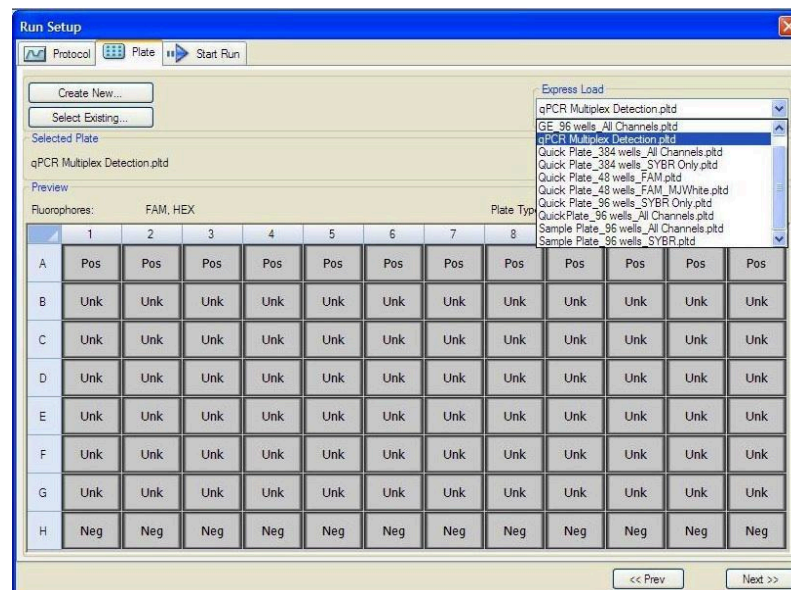 Run Setup
Protocol Plate Start Run
Create New...
Select Existing...
Express Load
qPCR Multiplex Detection.pltd
GE_96 wells_All Channels.pltd
qPCR Multiplex Detection.pltd
Quick Plate_384 wells_All Channels.pltd
Quick Plate_384 wells_SYBR Only.pltd
Quick Plate_48 wells_FAM.pltd
Quick Plate_48 wells_FAM_MJWhite.pltd
Quick Plate_96 wells_SYBR Only.pltd
QuickPlate_96 wells_All Channels.pltd
Sample Plate_96 wells_All Channels.pltd
Sample Plate_96 wells_SYBR.pltd
Selected Plate
qPCR Multiplex Detection.pltd
Preview
Fluorophores: FAM, HEX Plate Typ
1 2 3 4 5 6 7 8
A Pos Pos Pos Pos Pos Pos Pos Pos Pos Pos Pos Pos
B Unk Unk Unk Unk Unk Unk Unk Unk Unk Unk Unk Unk
C Unk Unk Unk Unk Unk Unk Unk Unk Unk Unk Unk Unk
D Unk Unk Unk Unk Unk Unk Unk Unk Unk Unk Unk Unk
E Unk Unk Unk Unk Unk Unk Unk Unk Unk Unk Unk Unk
F Unk Unk Unk Unk Unk Unk Unk Unk Unk Unk Unk Unk
G Unk Unk Unk Unk Unk Unk Unk Unk Unk Unk Unk Unk
H Neg Neg Neg Neg Neg Neg Neg Neg Neg Neg Neg Neg
<< Prev Next >>